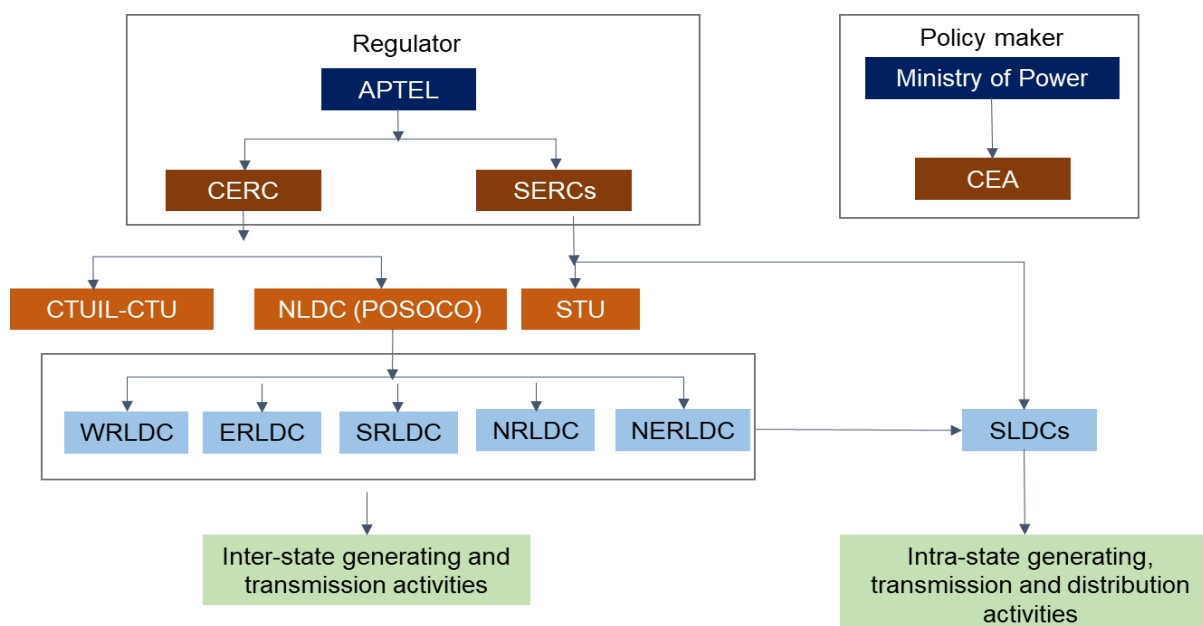 Regulator
Policy maker
APTEL
Ministry of Power
CERC
SERCs
CEA
CTUIL-CTU
NLDC (POSOCO)
STU
WRLDC
ERLDC
SRLDC
NRLDC
NERLDC
SLDCs
Inter-state generating and
transmission activities
Intra-state generating,
transmission and distribution
activities